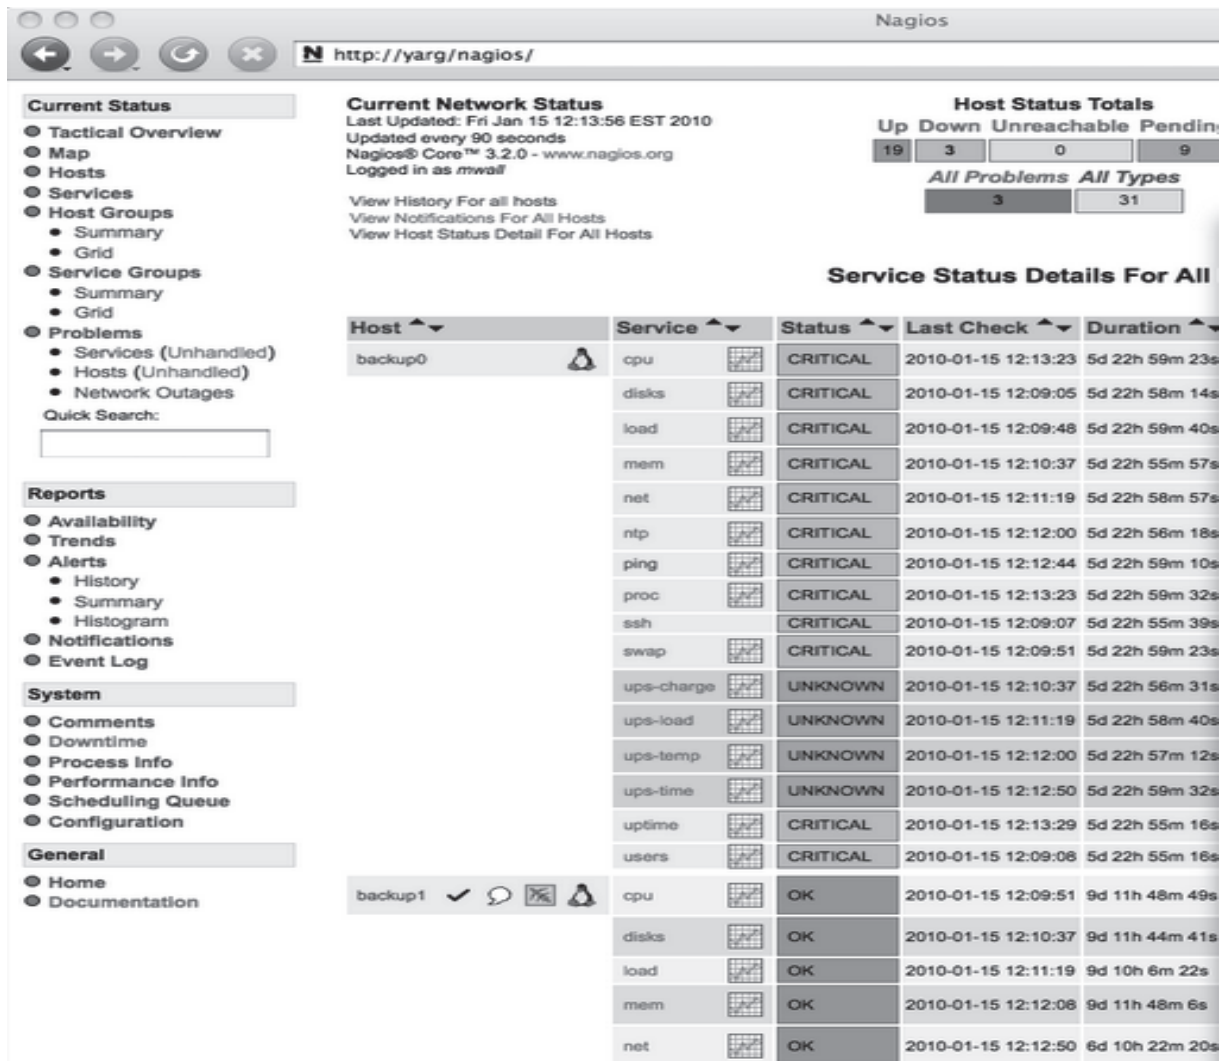 Nagios
N http://yarg/nagios/
Current Status
Tactical Overview
Map
Hosts
Services
Host Groups
Summary
Grid
Service Groups
Summary
Grid
Problems
Services (Unhandled)
Hosts (Unhandled)
Network Outages
Quick Search:
Reports
Availability
Trends
Alerts
History
Summary
Histogram
Notifications
Event Log
System
Comments
Downtime
Process Info
Performance Info
Scheduling Queue
Configuration
General
Home
Documentation
Current Network Status
Last Updated: Fri Jan 15 12:13:56 EST 2010
Updated every 90 seconds
Nagios® Core™ 3.2.0 - www.nagios.org
Logged in as mwall
View History For all hosts
View Notifications For All Hosts
View Host Status Detail For All Hosts
Host Status Totals
Up Down Unreachable Pending
19 3 0 9
All Problems All Types
3 31
Service Status Details For All
Host Service Status Last Check Duration
backup0 cpu CRITICAL 2010-01-15 12:13:23 5d 22h 59m 23s
disks CRITICAL 2010-01-15 12:09:05 5d 22h 58m 14s
load CRITICAL 2010-01-15 12:09:48 5d 22h 59m 40s
mem CRITICAL 2010-01-15 12:10:37 5d 22h 55m 57s
net CRITICAL 2010-01-15 12:11:19 5d 22h 58m 57s
ntp CRITICAL 2010-01-15 12:12:00 5d 22h 56m 18s
ping CRITICAL 2010-01-15 12:12:44 5d 22h 59m 10s
proc CRITICAL 2010-01-15 12:13:23 5d 22h 59m 32s
ssh CRITICAL 2010-01-15 12:09:07 5d 22h 55m 39s
swap CRITICAL 2010-01-15 12:09:51 5d 22h 59m 23s
ups-charge UNKNOWN 2010-01-15 12:10:37 5d 22h 56m 31s
ups-load UNKNOWN 2010-01-15 12:11:19 5d 22h 58m 40s
ups-temp UNKNOWN 2010-01-15 12:12:00 5d 22h 57m 12s
ups-time UNKNOWN 2010-01-15 12:12:50 5d 22h 59m 32s
uptime CRITICAL 2010-01-15 12:13:29 5d 22h 55m 16s
users CRITICAL 2010-01-15 12:09:08 5d 22h 55m 16s
backup1 cpu OK 2010-01-15 12:09:51 9d 11h 48m 49s
disks OK 2010-01-15 12:10:37 9d 11h 44m 41s
load OK 2010-01-15 12:11:19 9d 10h 6m 22s
mem OK 2010-01-15 12:12:08 9d 11h 48m 6s
net OK 2010-01-15 12:12:50 6d 10h 22m 20s